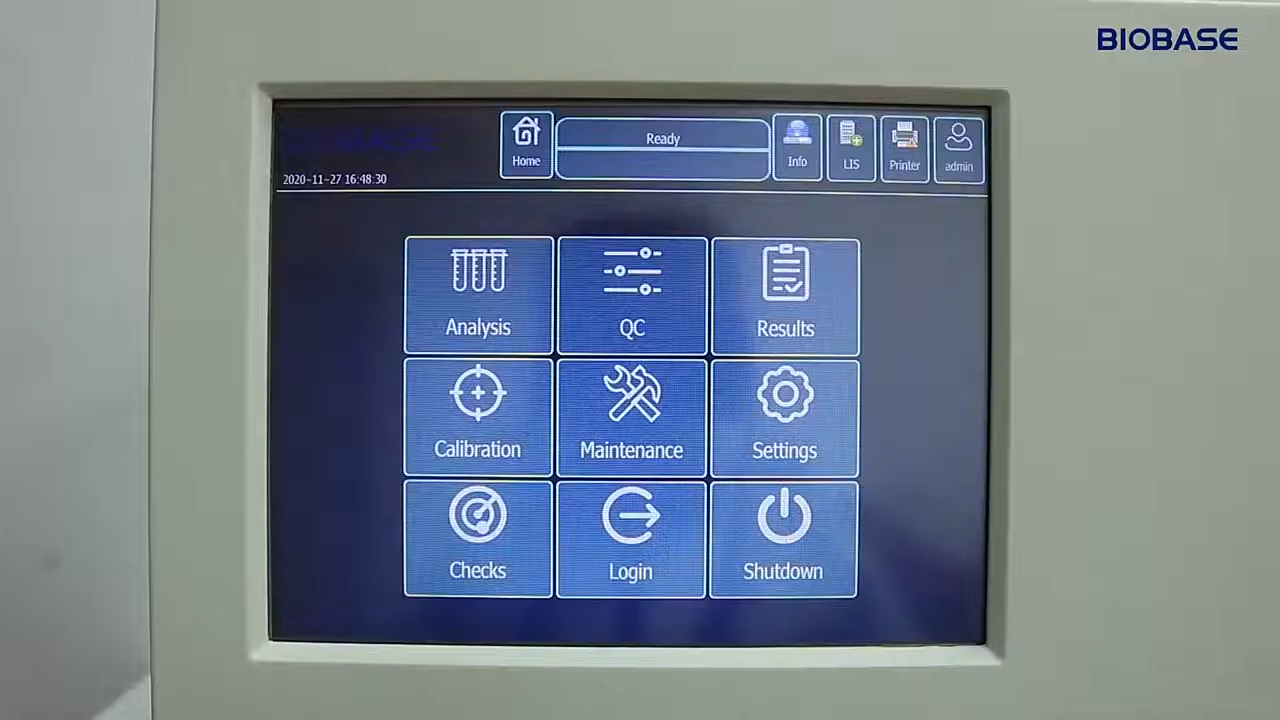 BIOBASE
BIOBASE
Home
Ready
Info
LIS
Printer
admin
2020-11-27 16:48:30
Analysis
QC
Results
Calibration
Maintenance
Settings
Checks
Login
Shutdown